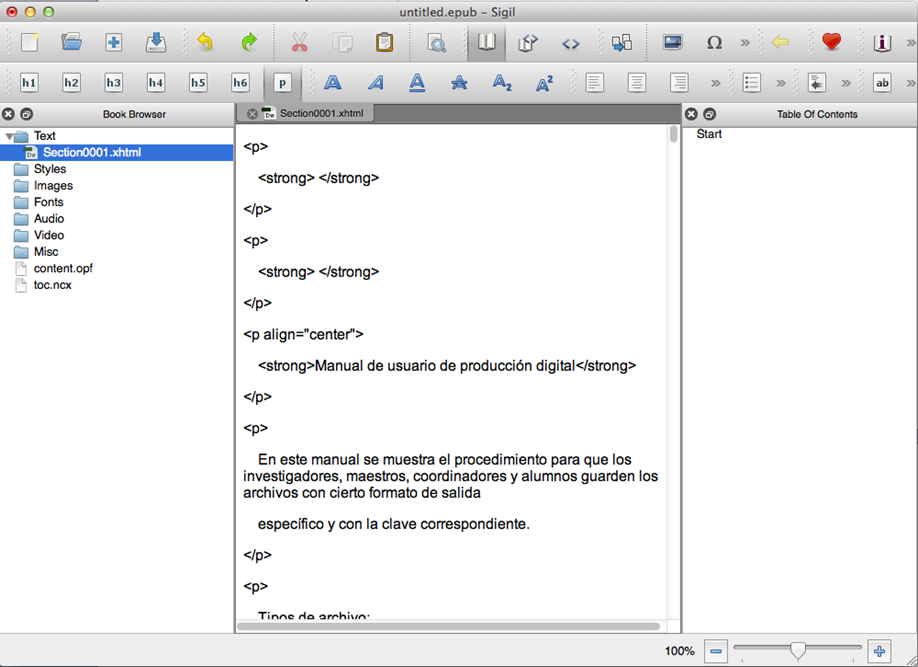 untitled.epub – Sigil
Ω » » »
h1 h2 h3 h4 h5 h6 p A A A A A2 A2 » » » ab »
Book Browser
Text
Section0001.xhtml
Styles
Images
Fonts
Audio
Video
Misc
content.opf
toc.ncx
Section0001.xhtml
<p>
<strong> </strong>
</p>
<p>
<strong> </strong>
</p>
<p align="center">
<strong>Manual de usuario de producción digital</strong>
</p>
<p>
En este manual se muestra el procedimiento para que los
investigadores, maestros, coordinadores y alumnos guarden los
archivos con cierto formato de salida
específico y con la clave correspondiente.
</p>
<p>
Tipos de archivo:
Table Of Contents
Start
100%